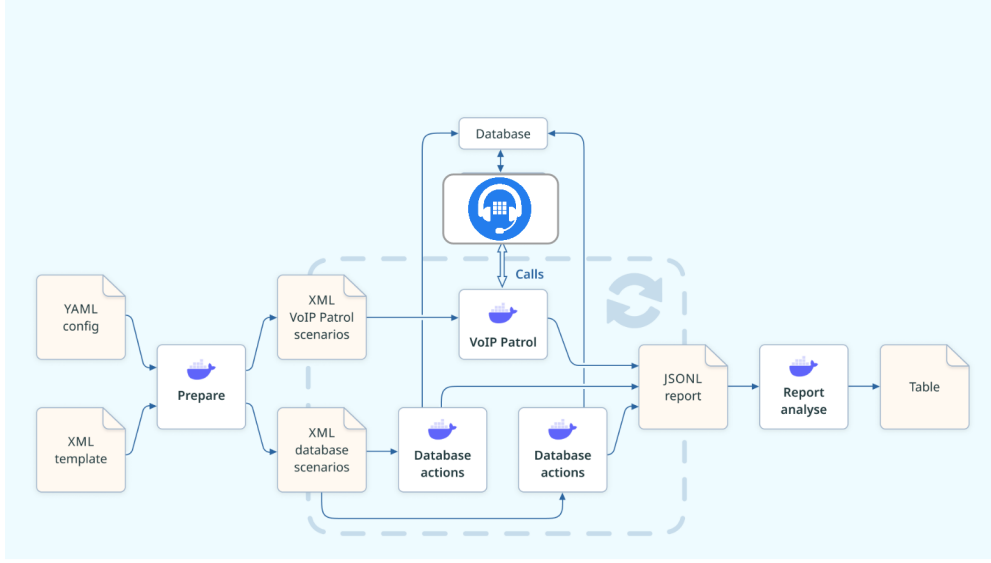 Database
Calls
YAML
config
XML
VoIP Patrol
scenarios
VoIP Patrol
Prepare
JSONL
report
Report
analyse
Table
XML
template
XML
database
scenarios
Database
actions
Database
actions